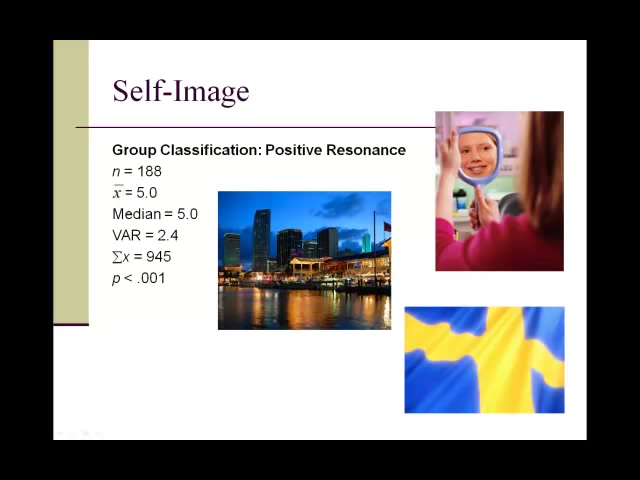 Self-Image
Group Classification: Positive Resonance
n = 188
x̅ = 5.0
Median = 5.0
VAR = 2.4
∑x = 945
p < .001